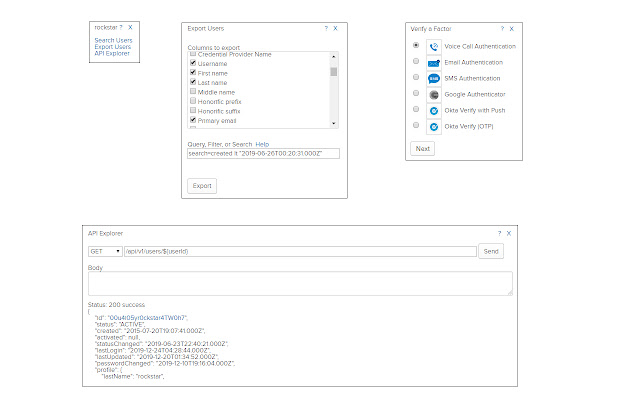 rockstar ? X
Search Users
Export Users
API Explorer
Export Users ? X
Columns to export
Credential Provider Name
Username
First name
Last name
Middle name
Honorific prefix
Honorific suffix
Primary email
Query, Filter, or Search Help
search=created lt "2019-06-26T00:20:31.000Z"
Export
Verify a Factor ? X
Voice Call Authentication
Email Authentication
SMS Authentication
Google Authenticator
Okta Verify with Push
Okta Verify (OTP)
Next
API Explorer ? X
GET /api/v1/users/${userId} Send
Body
Status: 200 success
{
"id": "00u4r05yr0ckstar4TW0h7",
"status": "ACTIVE",
"created": "2015-07-20T19:07:41.000Z",
"activated": null,
"statusChanged": "2019-06-23T22:40:21.000Z",
"lastLogin": "2019-12-24T04:28:44.000Z",
"lastUpdated": "2019-12-20T01:34:52.000Z",
"passwordChanged": "2019-12-10T19:16:04.000Z",
"profile": {
"lastName": "rockstar",